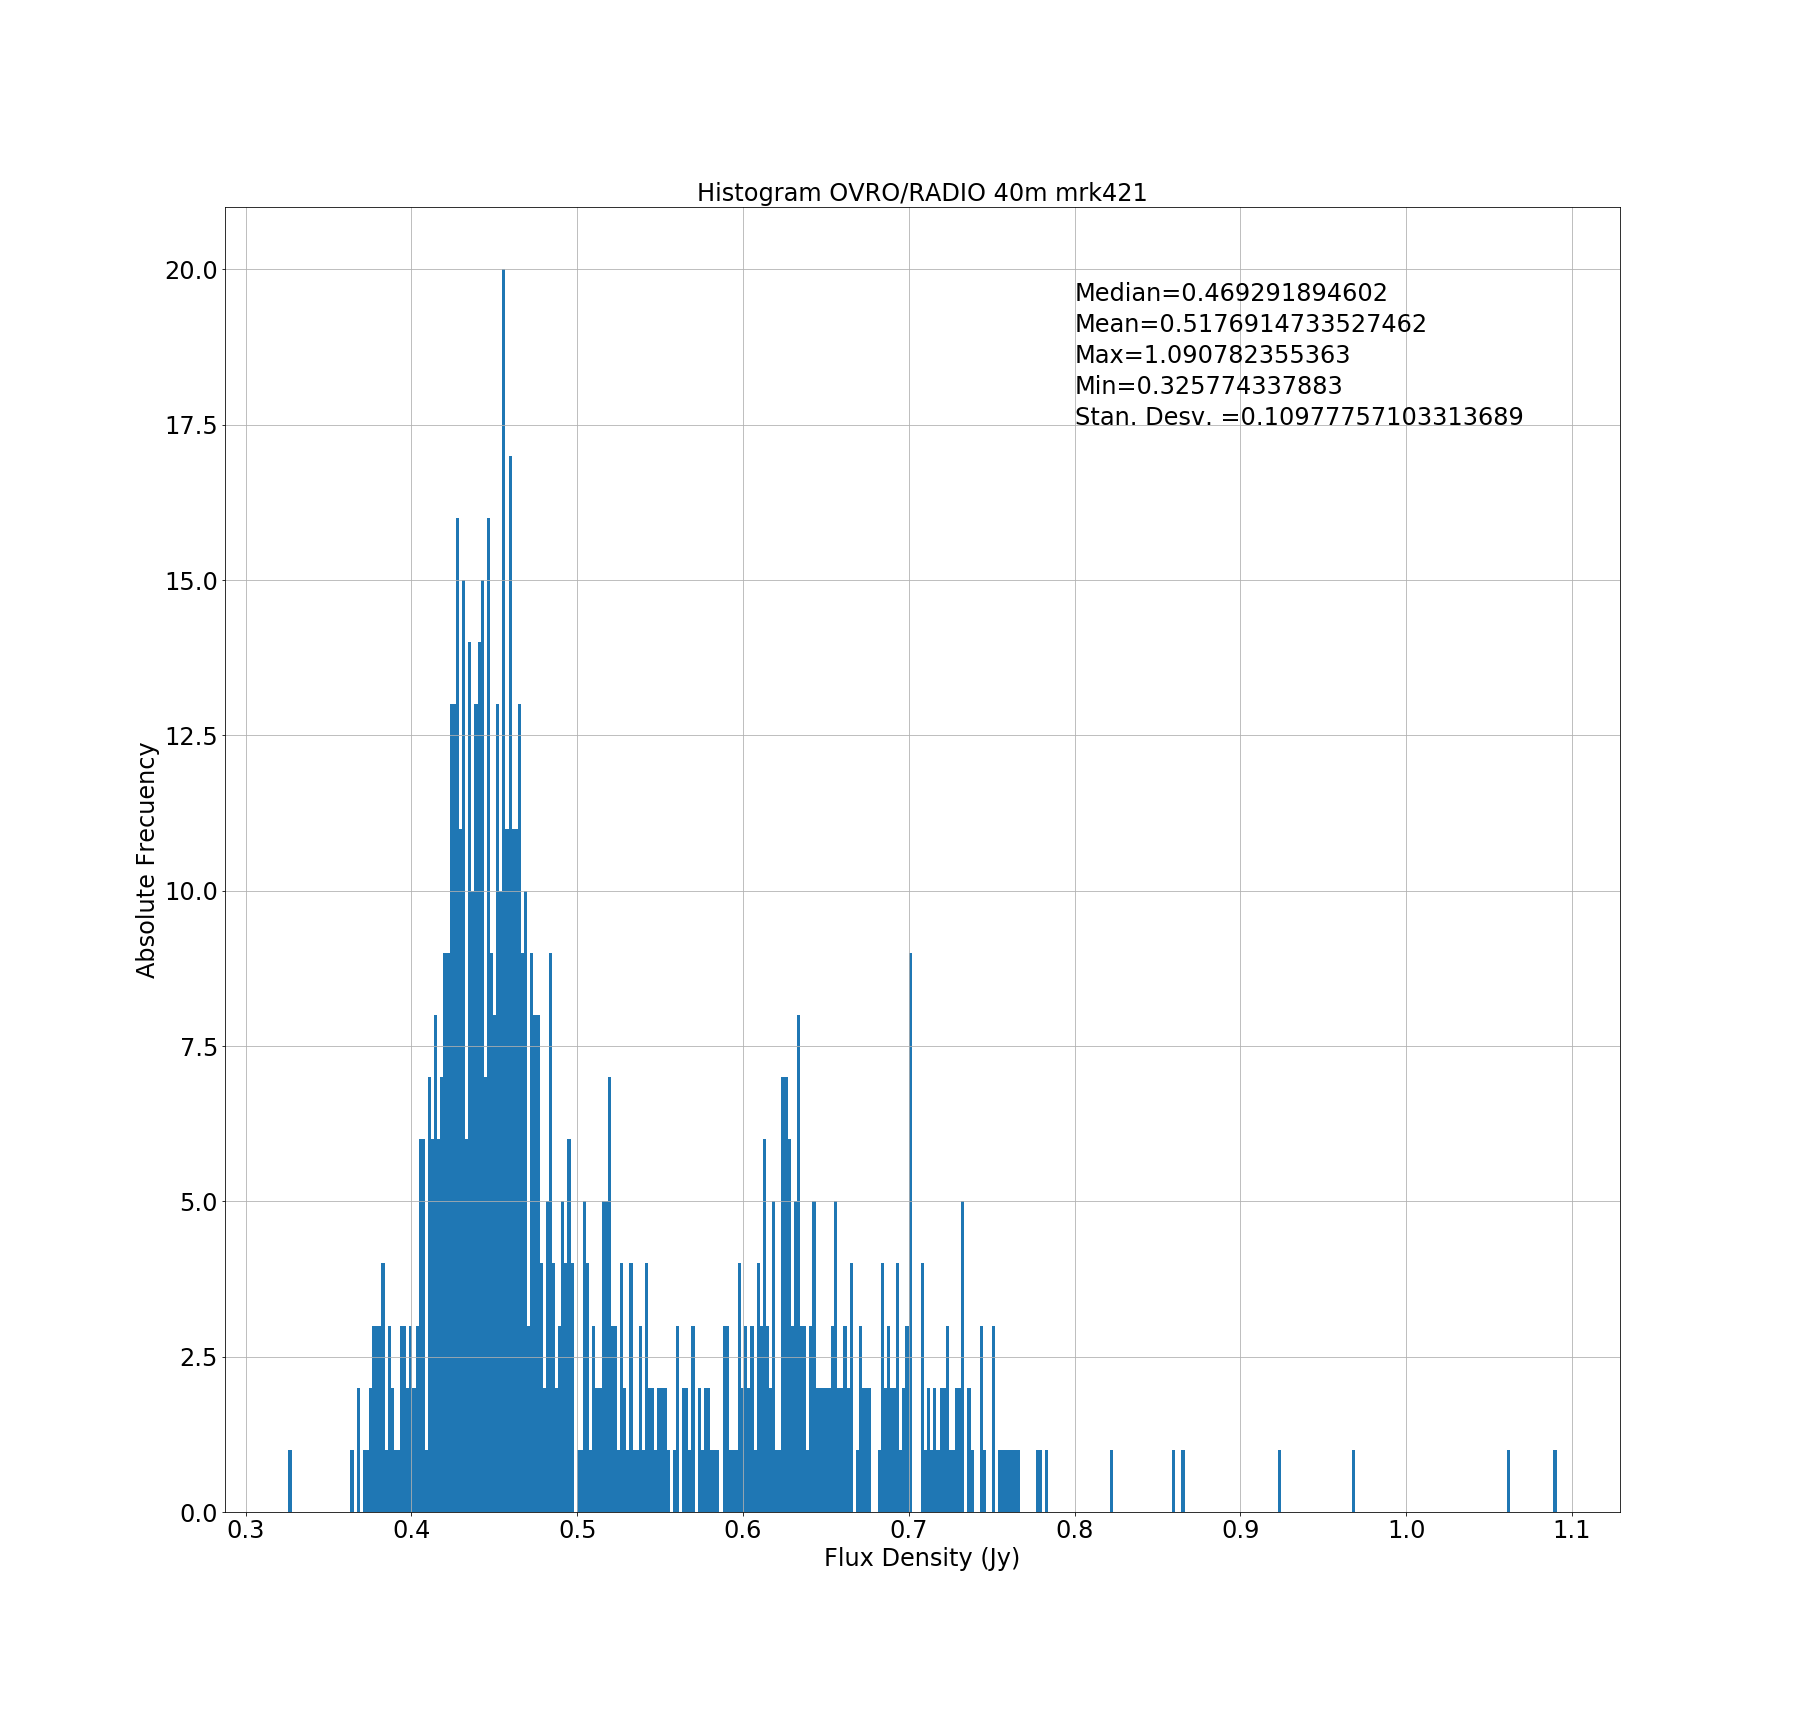 Histogram OVRO/RADIO 40m mrk421
Median=0.469291894602
Mean=0.5176914733527462
Max=1.090782355363
Min=0.325774337883
Stan. Desv. =0.10977757103313689
20.0
17.5
15.0
12.5
10.0
7.5
5.0
2.5
0.0
Absolute Frecuency
0.3 0.4 0.5 0.6 0.7 0.8 0.9 1.0 1.1
Flux Density (Jy)